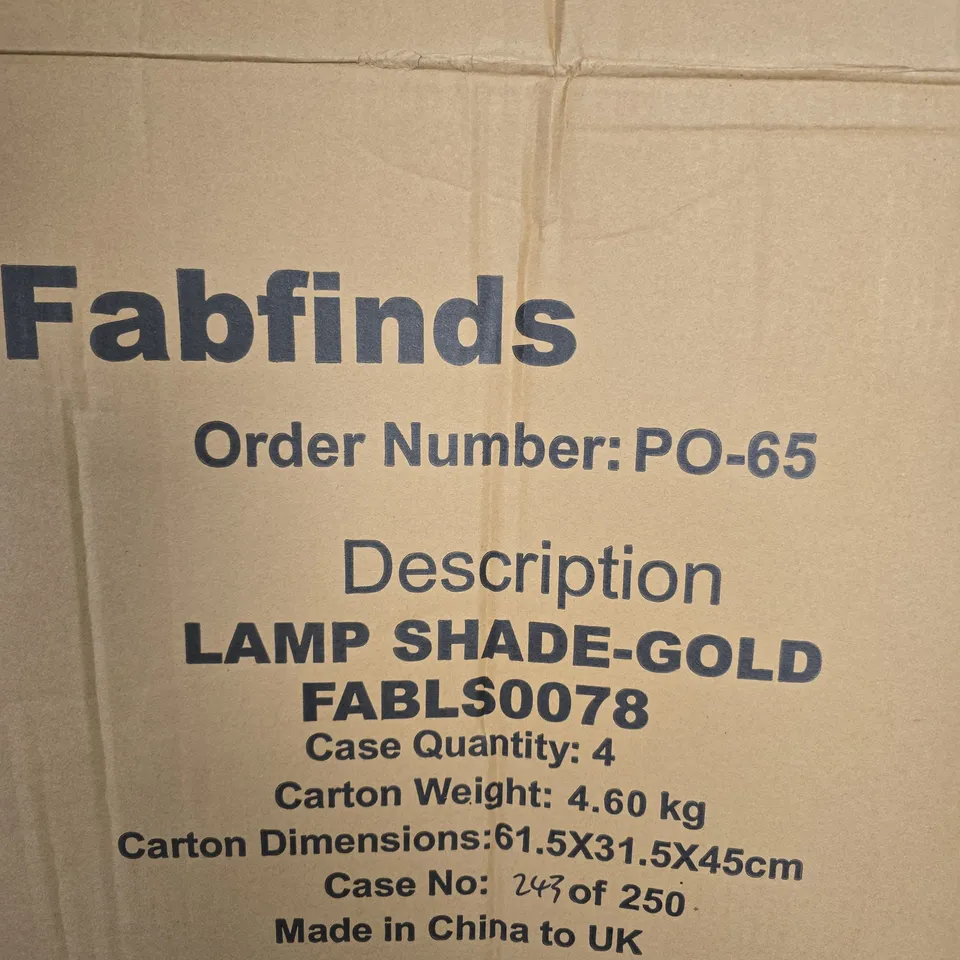 Fabfinds
Order Number: PO-65
Description
LAMP SHADE-GOLD
FABLS0078
Case Quantity: 4
Carton Weight: 4.60 kg
Carton Dimensions:61.5X31.5X45cm
Case No: 243 of 250
Made in China to UK